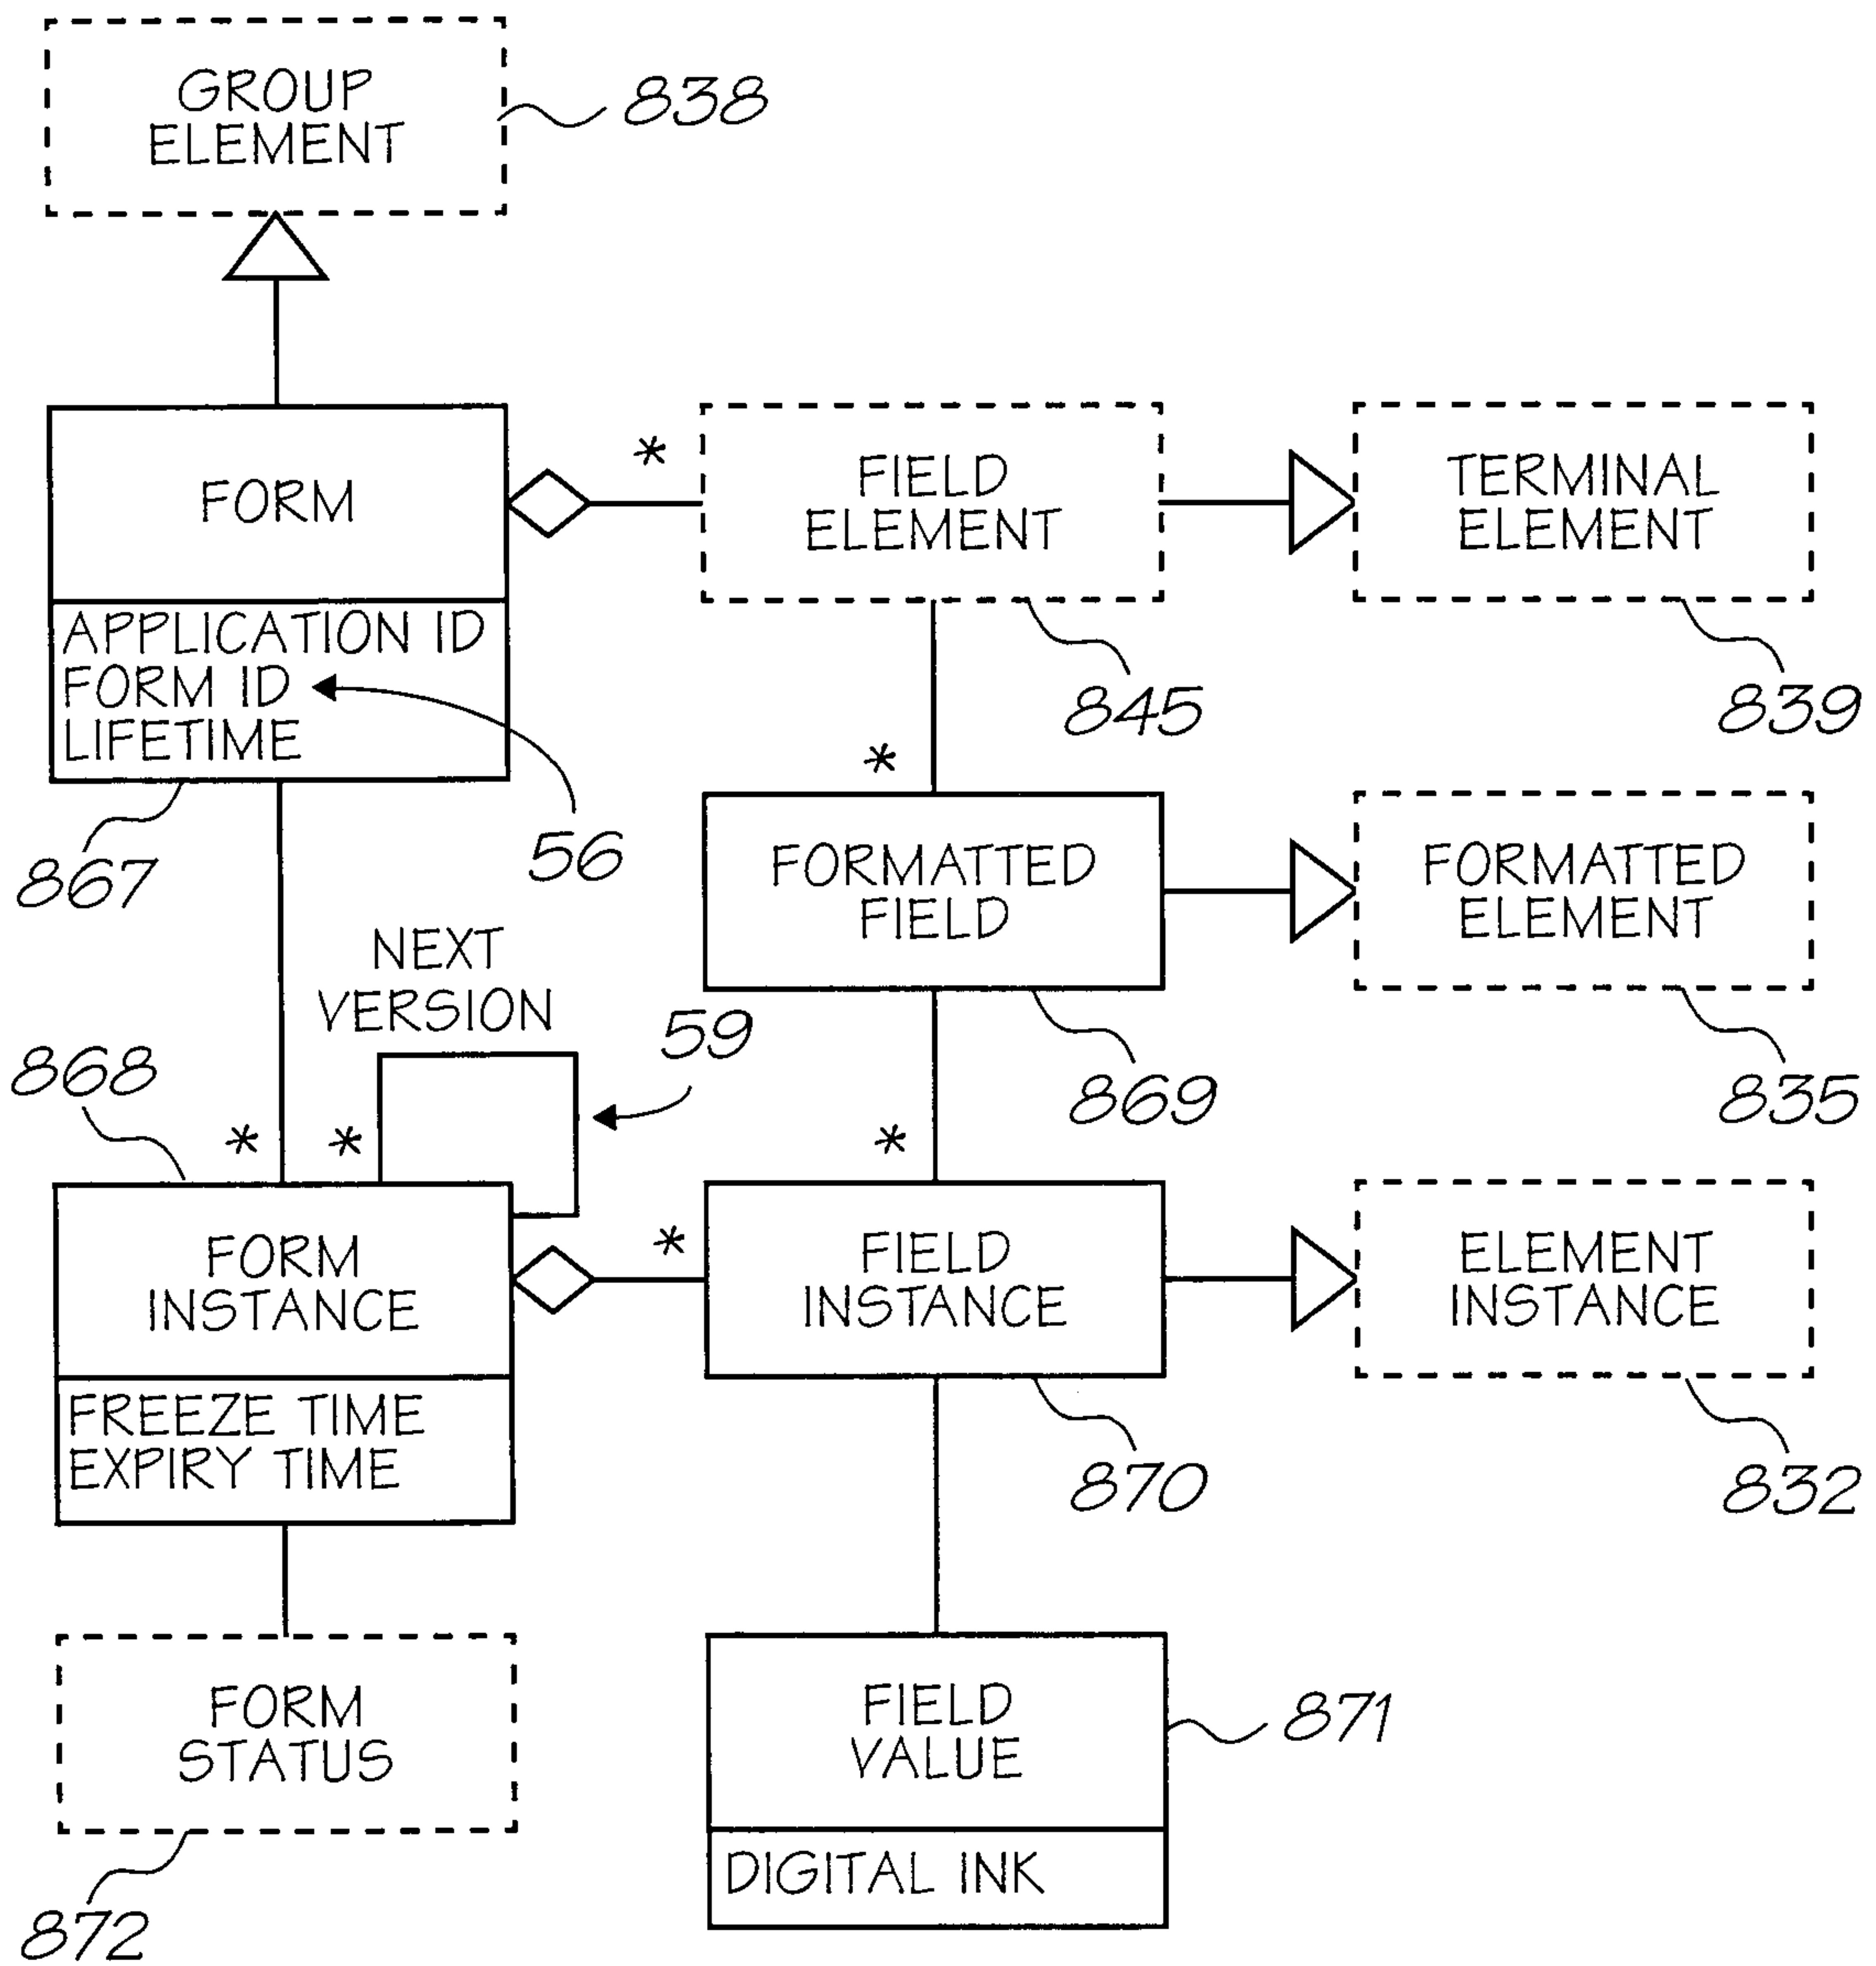 GROUP
ELEMENT
838
FORM
*
FIELD
ELEMENT
TERMINAL
ELEMENT
APPLICATION ID
FORM ID
LIFETIME
845
839
*
867
56
FORMATTED
FIELD
FORMATTED
ELEMENT
NEXT
VERSION
59
868
869
835
*
*
*
FORM
INSTANCE
*
FIELD
INSTANCE
ELEMENT
INSTANCE
FREEZE TIME
EXPIRY TIME
870
832
FORM
STATUS
FIELD
VALUE
871
DIGITAL INK
872